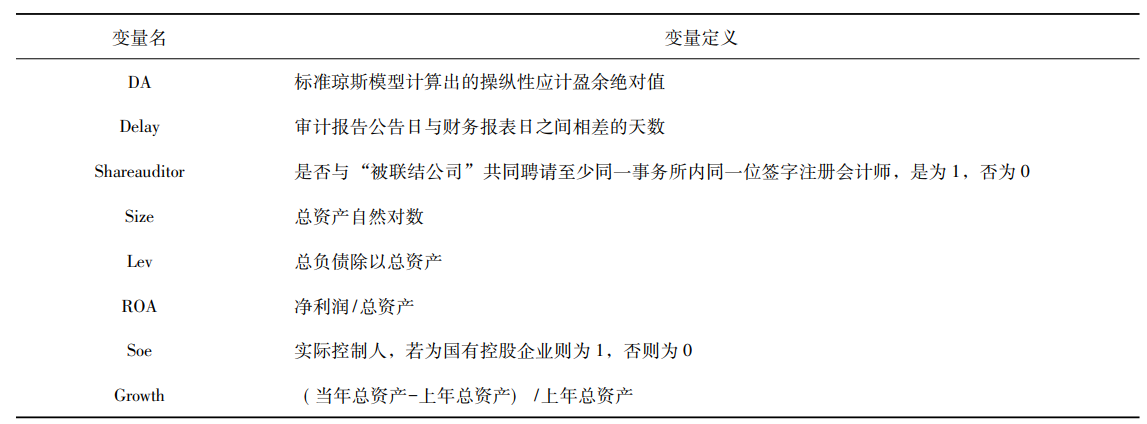 变量名 变量定义
DA 标准琼斯模型计算出的操纵性应计盈余绝对值
Delay 审计报告公告日与财务报表日之间相差的天数
Shareauditor 是否与“被联结公司”共同聘请至少同一事务所内同一位签字注册会计师，是为 1，否为 0
Size 总资产自然对数
Lev 总负债除以总资产
ROA 净利润/总资产
Soe 实际控制人，若为国有控股企业则为 1，否则为 0
Growth （当年总资产-上年总资产）/上年总资产